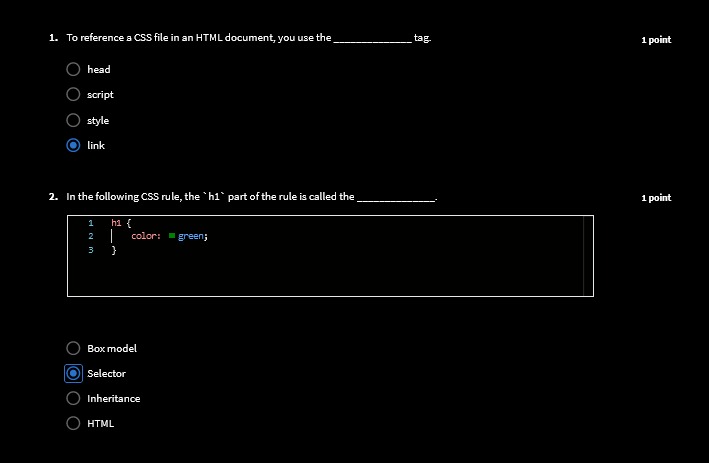 1. To reference a CSS file in an HTML document, you use the ______________ tag.
1 point
head
script
style
link
2. In the following CSS rule, the `h1` part of the rule is called the ______________.
1 point
1 h1 {
2 color: green;
3 }
Box model
Selector
Inheritance
HTML